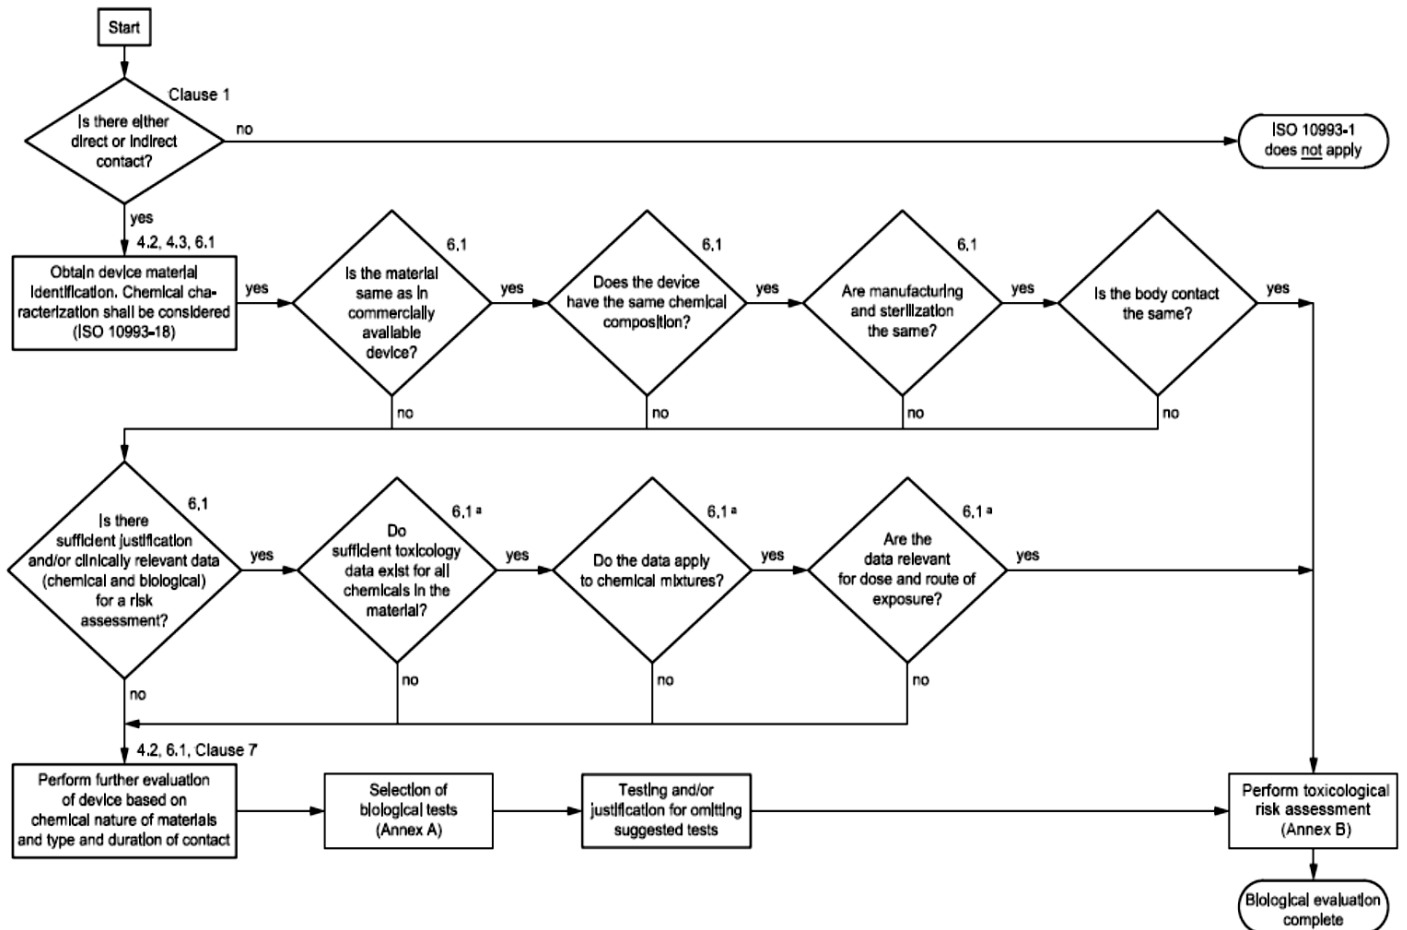 Start
Clause 1
Is there either
direct or indirect
contact?
no
ISO 10993-1
does not apply
yes
4.2, 4.3, 6.1
Obtain device material
identification. Chemical cha-
racterization shall be considered
(ISO 10993-18)
yes
6.1
Is the material
same as in
commercially
available
device?
yes
6.1
Does the device
have the same chemical
composition?
yes
6.1
Are manufacturing
and sterilization
the same?
yes
Is the body contact
the same?
yes
no
no
no
no
6.1
Is there
sufficient justification
and/or clinically relevant data
(chemical and biological)
for a risk
assessment?
yes
6.1 a
Do
sufficient toxicology
data exist for all
chemicals in the
material?
yes
6.1 a
Do the data apply
to chemical mixtures?
yes
6.1 a
Are the
data relevant
for dose and route of
exposure?
yes
no
no
no
no
4.2, 6.1, Clause 7
Perform further evaluation
of device based on
chemical nature of materials
and type and duration of contact
Selection of
biological tests
(Annex A)
Testing and/or
justification for omitting
suggested tests
Perform toxicological
risk assessment
(Annex B)
Biological evaluation
complete